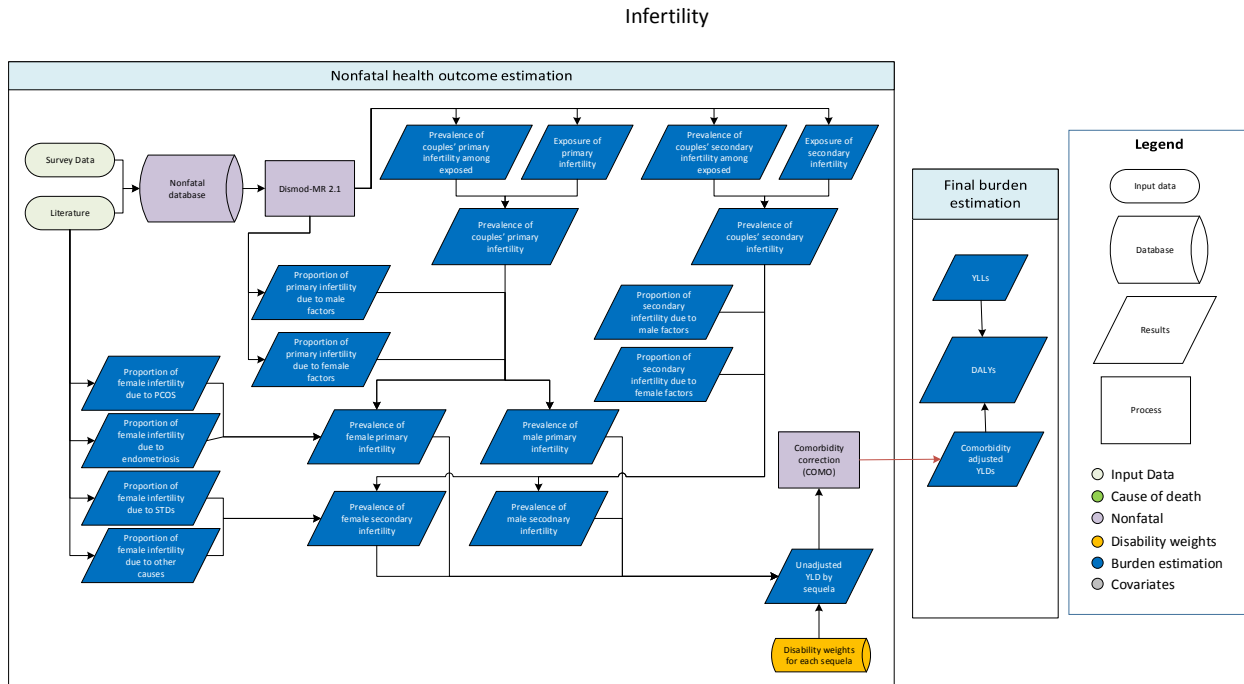 Infertility
Nonfatal health outcome estimation
Survey Data
Literature
Nonfatal
database
Dismod-MR 2.1
Prevalence of
couples' primary
infertility among
exposed
Exposure of
primary
infertility
Prevalence of
couples' secondary
infertility among
exposed
Exposure of
secondary
infertility
Prevalence of
couples' primary
infertility
Prevalence of
couples' secondary
infertility
Proportion of
primary infertility
due to male
factors
Proportion of
secondary
infertility due to
male factors
Proportion of
primary infertility
due to female
factors
Proportion of
secondary
infertility due to
female factors
Proportion of
female infertility
due to PCOS
Proportion of
female infertility
due to
endometriosis
Proportion of
female infertility
due to STDs
Proportion of
female infertility
due to other
causes
Prevalence of
female primary
infertility
Prevalence of
male primary
infertility
Prevalence of
female secondary
infertility
Prevalence of
male secodnary
infertility
Comorbidity
correction
(COMO)
Unadjusted
YLD by
sequela
Disability weights
for each sequela
Final burden
estimation
YLLs
DALYs
Comorbidity
adjusted
YLDs
Legend
Input data
Database
Results
Process
Input Data
Cause of death
Nonfatal
Disability weights
Burden estimation
Covariates